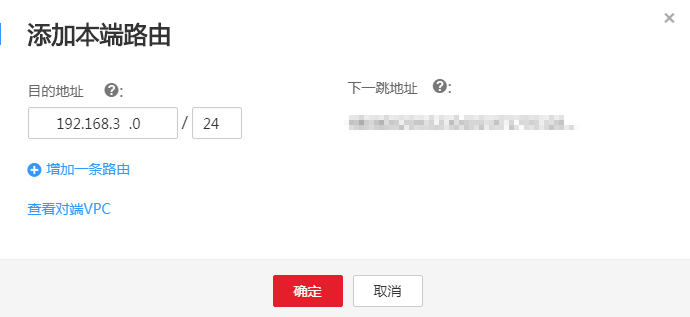 添加本端路由
目的地址 ?:
下一跳地址 ?:
192.168.3 .0 / 24
增加一条路由
查看对端VPC
确定
取消